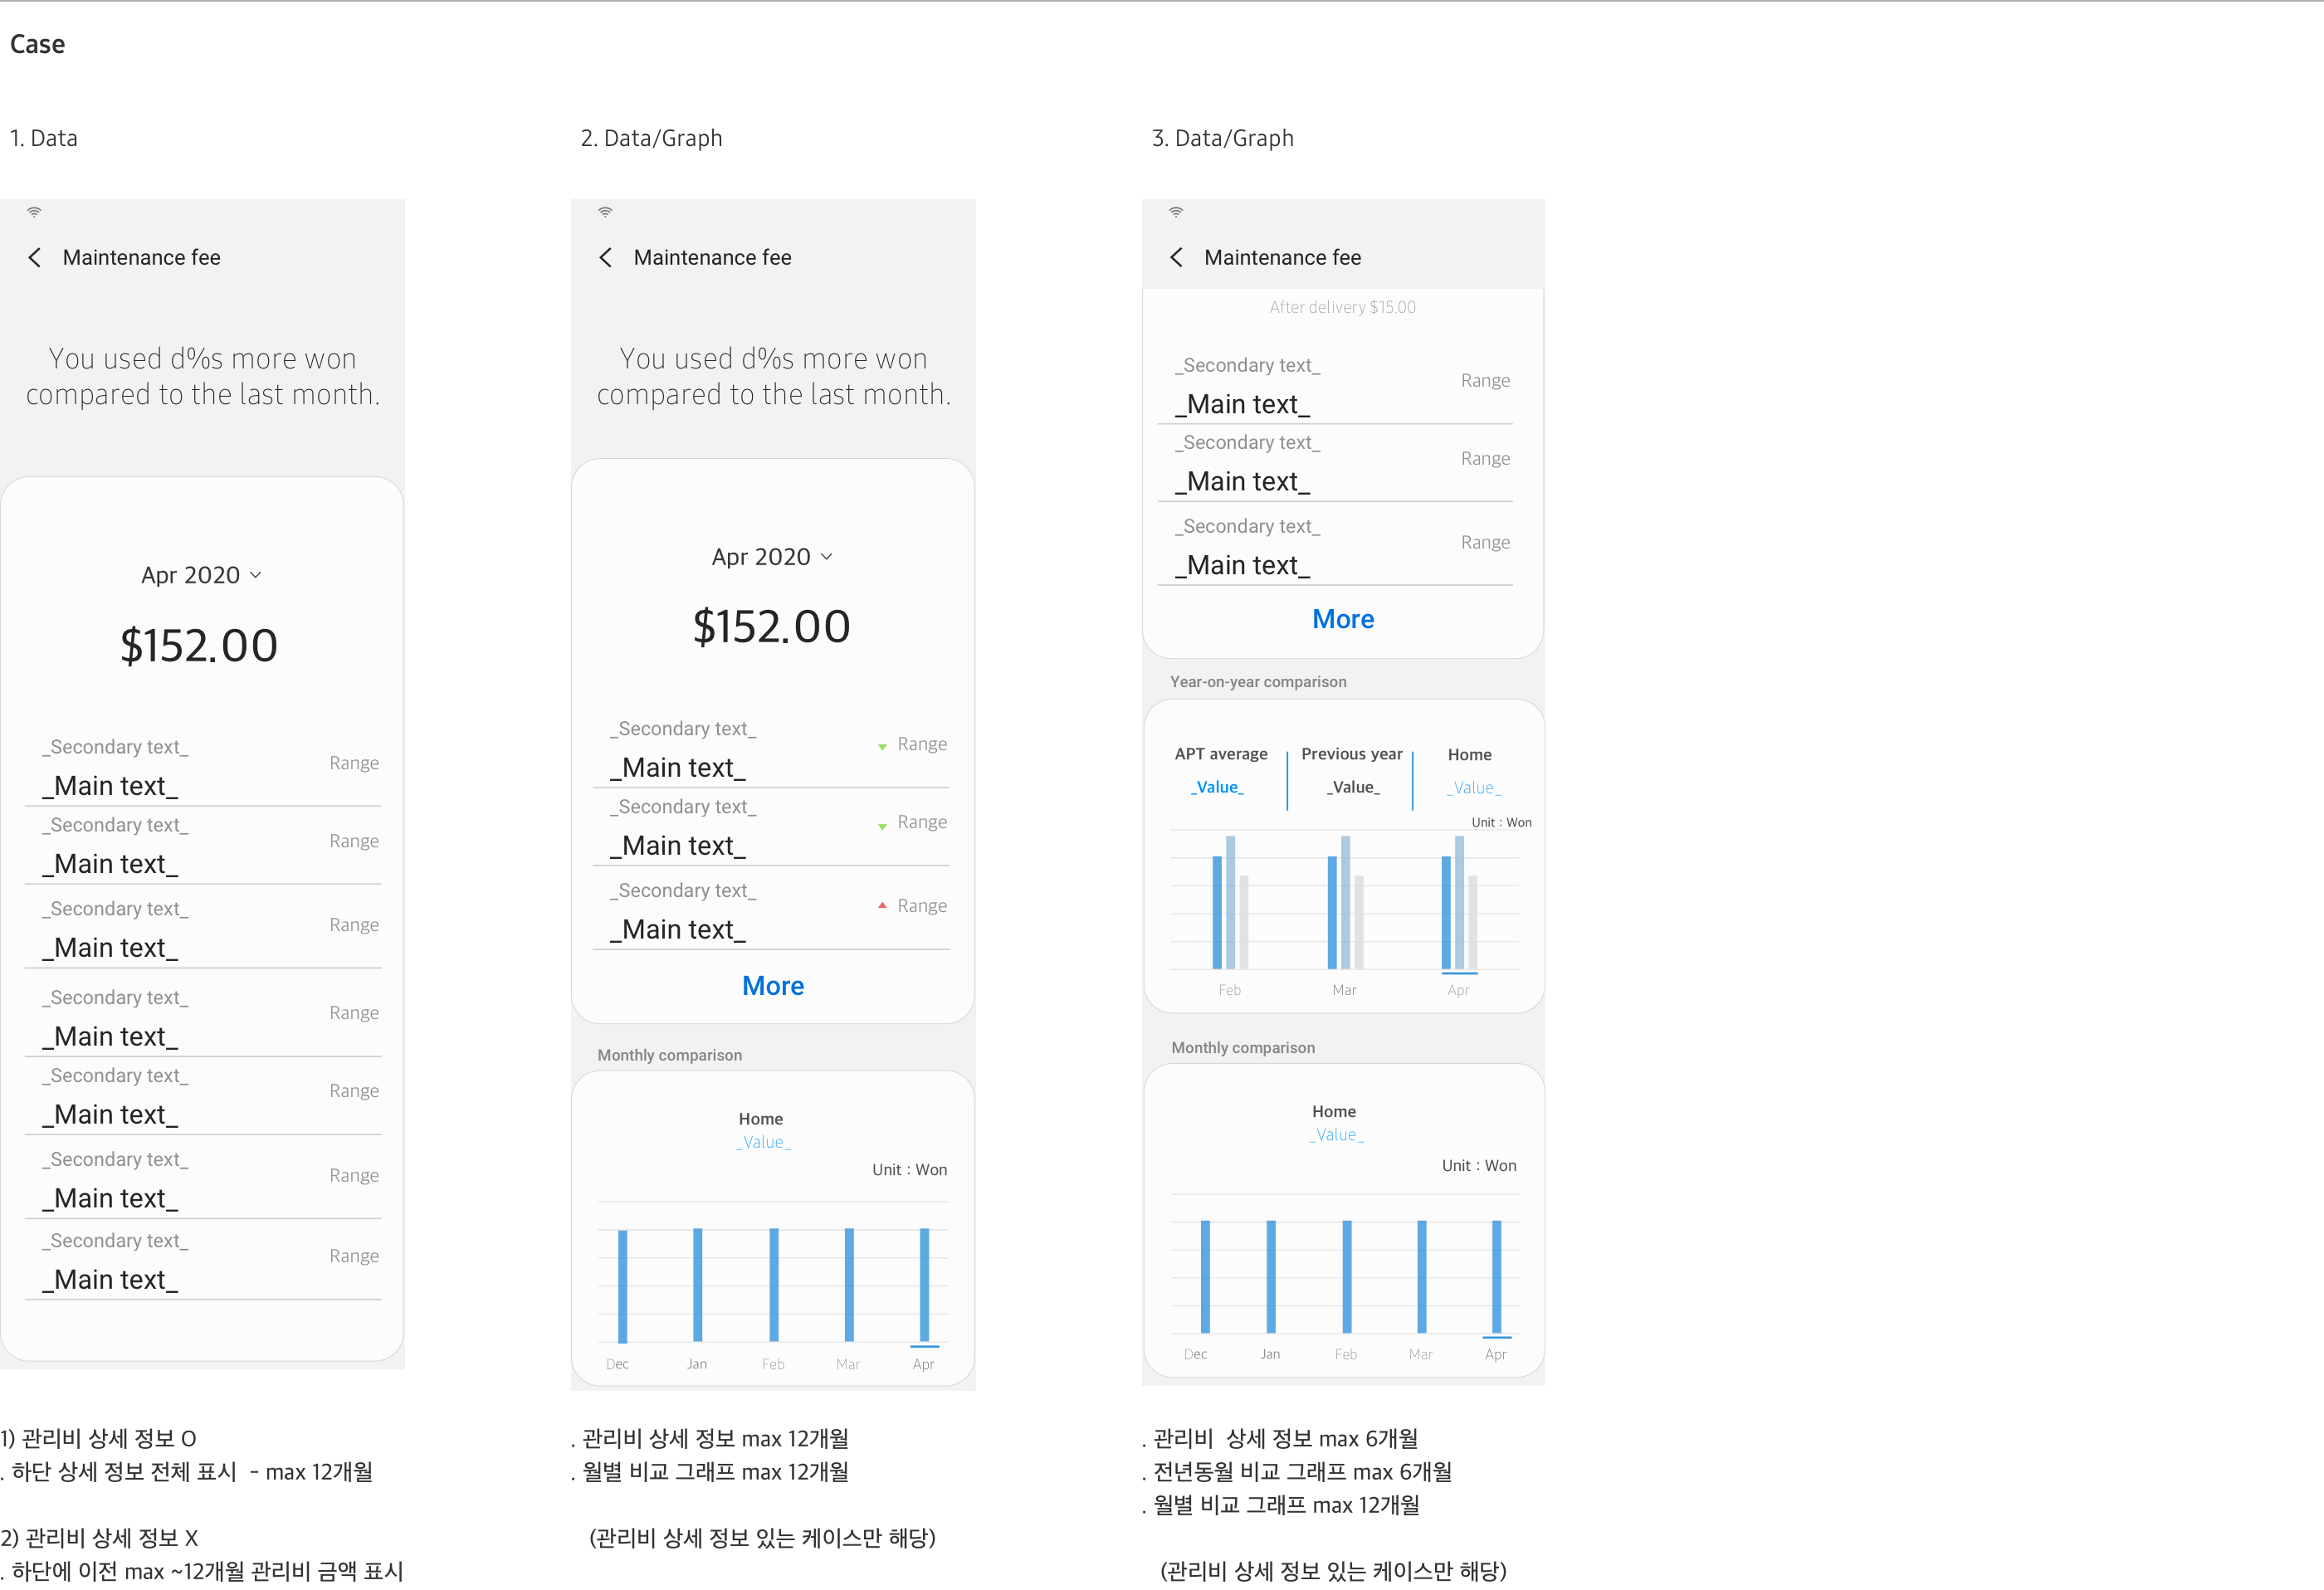 Case
1. Data
Maintenance fee
You used d%s more won
compared to the last month.
Apr 2020
$152.00
_Secondary text_
Range
_Main text_
_Secondary text_
Range
_Main text_
_Secondary text_
Range
_Main text_
_Secondary text_
Range
_Main text_
_Secondary text_
Range
_Main text_
_Secondary text_
Range
_Main text_
_Secondary text_
Range
_Main text_
1) 관리비 상세 정보 O
. 하단 상세 정보 전체 표시 - max 12개월
2) 관리비 상세 정보 X
. 하단에 이전 max ~12개월 관리비 금액 표시
2. Data/Graph
Maintenance fee
You used d%s more won
compared to the last month.
Apr 2020
$152.00
_Secondary text_
Range
_Main text_
_Secondary text_
Range
_Main text_
_Secondary text_
Range
_Main text_
More
Monthly comparison
Home
_Value_
Unit : Won
Dec Jan Feb Mar Apr
. 관리비 상세 정보 max 12개월
. 월별 비교 그래프 max 12개월
(관리비 상세 정보 있는 케이스만 해당)
3. Data/Graph
Maintenance fee
After delivery $15.00
_Secondary text_
Range
_Main text_
_Secondary text_
Range
_Main text_
_Secondary text_
Range
_Main text_
More
Year-on-year comparison
APT average Previous year Home
_Value_ _Value_ _Value_
Unit : Won
Feb Mar Apr
Monthly comparison
Home
_Value_
Unit : Won
Dec Jan Feb Mar Apr
. 관리비 상세 정보 max 6개월
. 전년동월 비교 그래프 max 6개월
. 월별 비교 그래프 max 12개월
(관리비 상세 정보 있는 케이스만 해당)